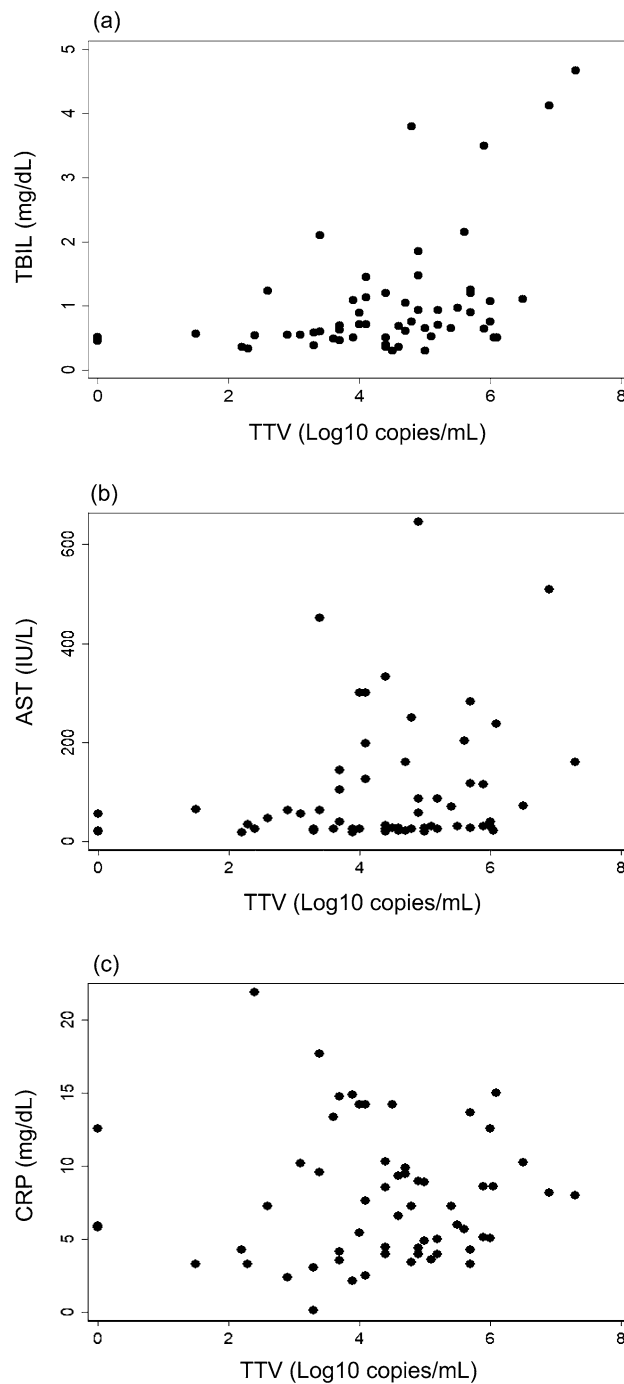 (a)
5
4
3
2
1
0
TBIL (mg/dL)
0 2 4 6 8
TTV (Log10 copies/mL)
(b)
600
400
200
0
AST (IU/L)
0 2 4 6 8
TTV (Log10 copies/mL)
(c)
20
15
10
5
0
CRP (mg/dL)
0 2 4 6 8
TTV (Log10 copies/mL)